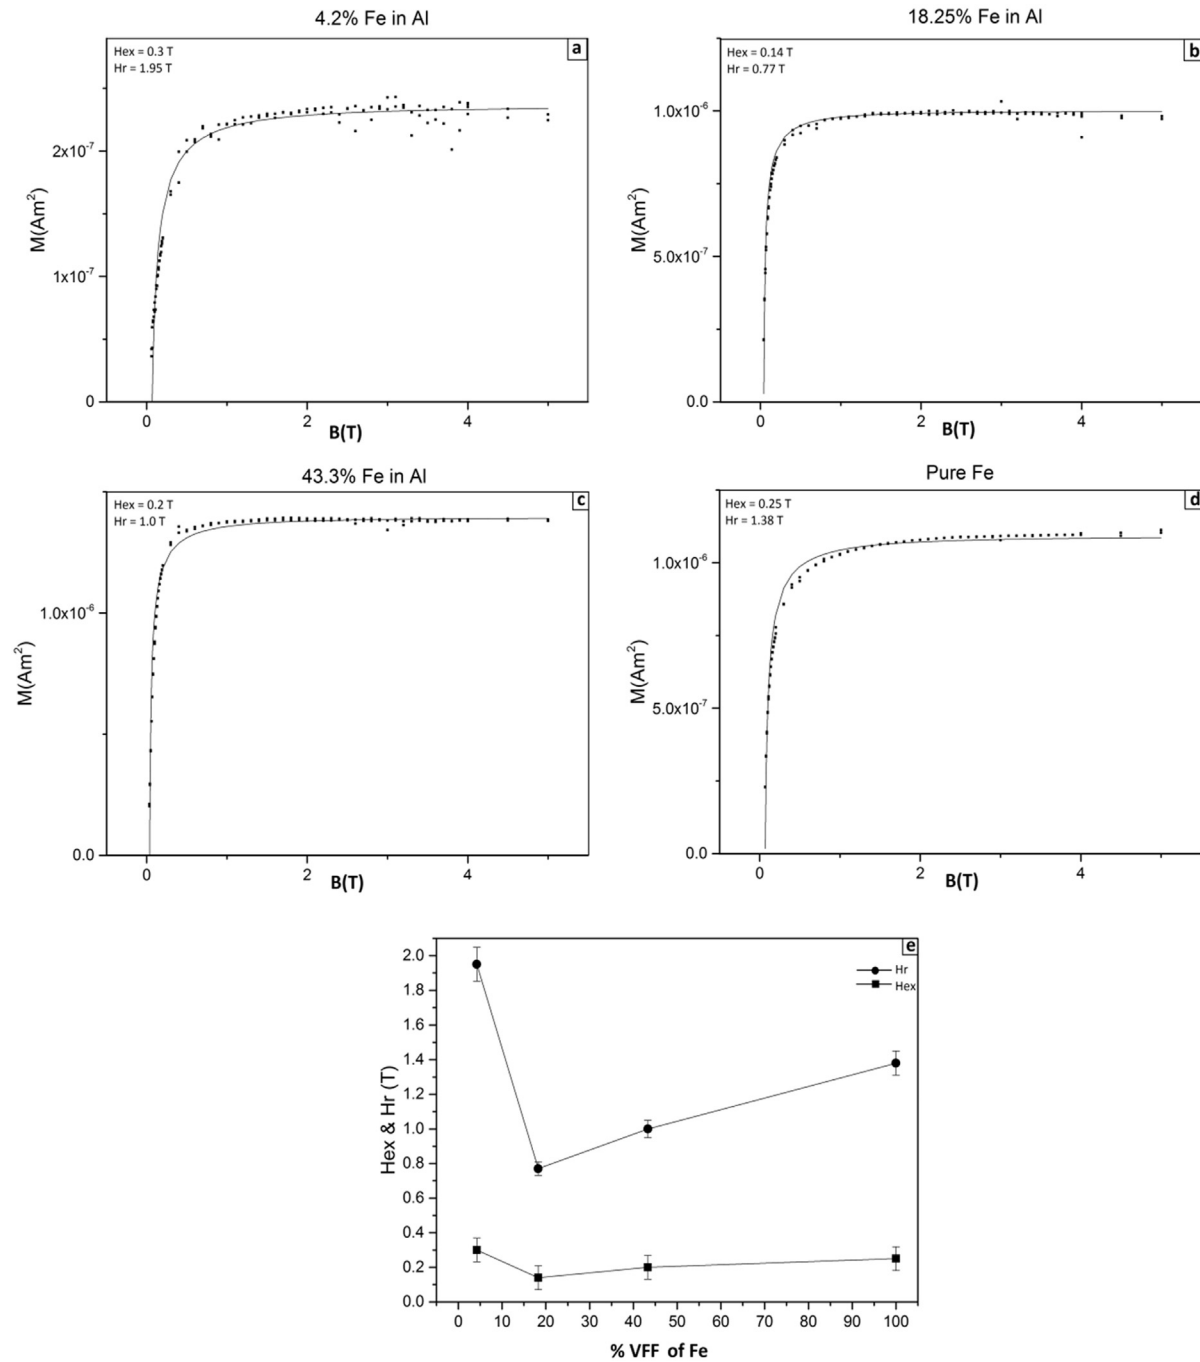 4.2% Fe in Al
Hex = 0.3 T
Hr = 1.95 T
a
2x10⁻⁷
1x10⁻⁷
0
M(Am²)
0 2 4
B(T)
18.25% Fe in Al
Hex = 0.14 T
Hr = 0.77 T
b
1.0x10⁻⁶
5.0x10⁻⁷
0.0
M(Am²)
0 2 4
B(T)
43.3% Fe in Al
Hex = 0.2 T
Hr = 1.0 T
c
1.0x10⁻⁶
0.0
M(Am²)
0 2 4
B(T)
Pure Fe
Hex = 0.25 T
Hr = 1.38 T
d
1.0x10⁻⁶
5.0x10⁻⁷
0.0
M(Am²)
0 2 4
B(T)
e
Hr
Hex
2.0
1.8
1.6
1.4
1.2
1.0
0.8
0.6
0.4
0.2
0.0
Hex & Hr (T)
0 10 20 30 40 50 60 70 80 90 100
% VFF of Fe